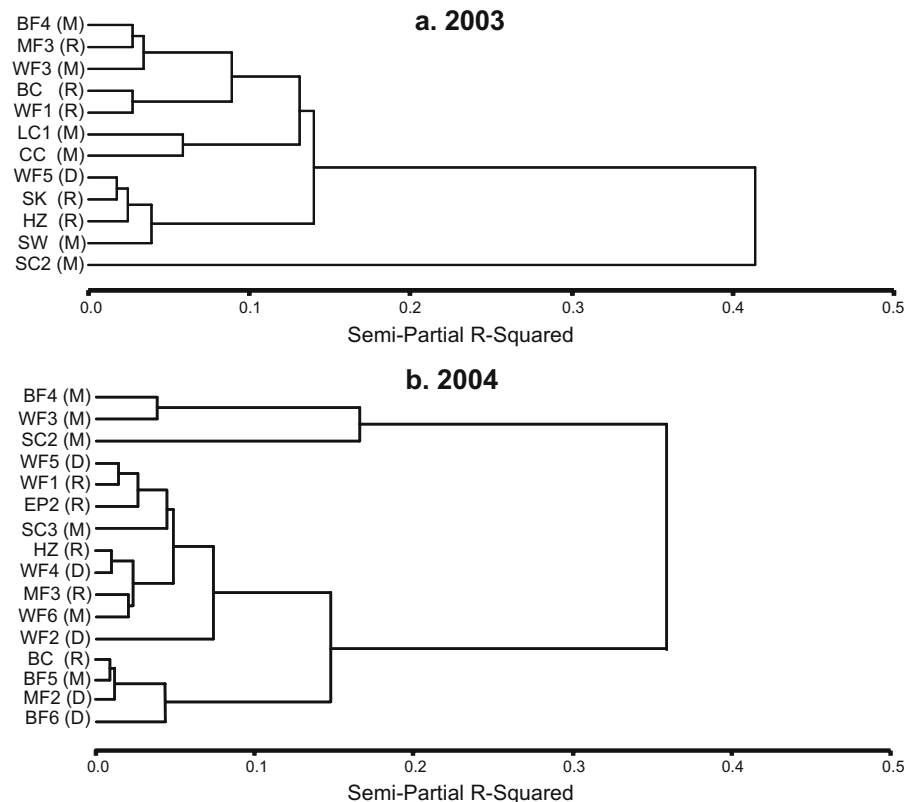 a. 2003
BF4 (M)
MF3 (R)
WF3 (M)
BC (R)
WF1 (R)
LC1 (M)
CC (M)
WF5 (D)
SK (R)
HZ (R)
SW (M)
SC2 (M)
0.0 0.1 0.2 0.3 0.4 0.5
Semi-Partial R-Squared
b. 2004
BF4 (M)
WF3 (M)
SC2 (M)
WF5 (D)
WF1 (R)
EP2 (R)
SC3 (M)
HZ (R)
WF4 (D)
MF3 (R)
WF6 (M)
WF2 (D)
BC (R)
BF5 (M)
MF2 (D)
BF6 (D)
0.0 0.1 0.2 0.3 0.4 0.5
Semi-Partial R-Squared